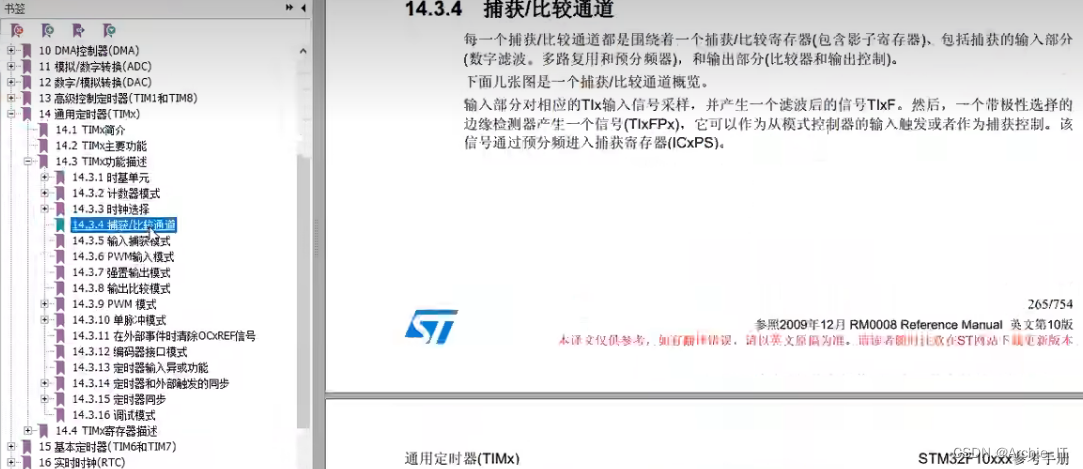 书签
10 DMA控制器(DMA)
11 模拟/数字转换(ADC)
12 数字/模拟转换(DAC)
13 高级控制定时器(TIM1和TIM8)
14 通用定时器(TIMx)
14.1 TIMx简介
14.2 TIMx主要功能
14.3 TIMx功能描述
14.3.1 时基单元
14.3.2 计数器模式
14.3.3 时钟选择
14.3.4 捕获/比较通道
14.3.5 输入捕获模式
14.3.6 PWM输入模式
14.3.7 强置输出模式
14.3.8 输出比较模式
14.3.9 PWM 模式
14.3.10 单脉冲模式
14.3.11 在外部事件时清除OCxREF信号
14.3.12 编码器接口模式
14.3.13 定时器输入异或功能
14.3.14 定时器和外部触发的同步
14.3.15 定时器同步
14.3.16 调试模式
14.4 TIMx寄存器描述
15 基本定时器(TIM6和TIM7)
16 实时时钟(RTC)
14.3.4 捕获/比较通道
每一个捕获/比较通道都是围绕着一个捕获/比较寄存器(包含影子寄存器)、包括捕获的输入部分
(数字滤波。多路复用和预分频器)，和输出部分(比较器和输出控制)。
下面几张图是一个捕获/比较通道概览。
输入部分对相应的TIx输入信号采样，并产生一个滤波后的信号TIxF。然后，一个带极性选择的
边缘检测器产生一个信号(TIxFPx)，它可以作为从模式控制器的输入触发或者作为捕获控制。该
信号通过预分频进入捕获寄存器(ICxPS)。
ST
265/754
参照2009年12月 RM0008 Reference Manual 英文第10版
本译文仅供参考，如有翻译错误，请以英文原稿为准。请读者随时注意在ST网站下载更新版本
通用定时器(TIMx)
STM32F10xxx参考手册
CSDN @Archie_IT